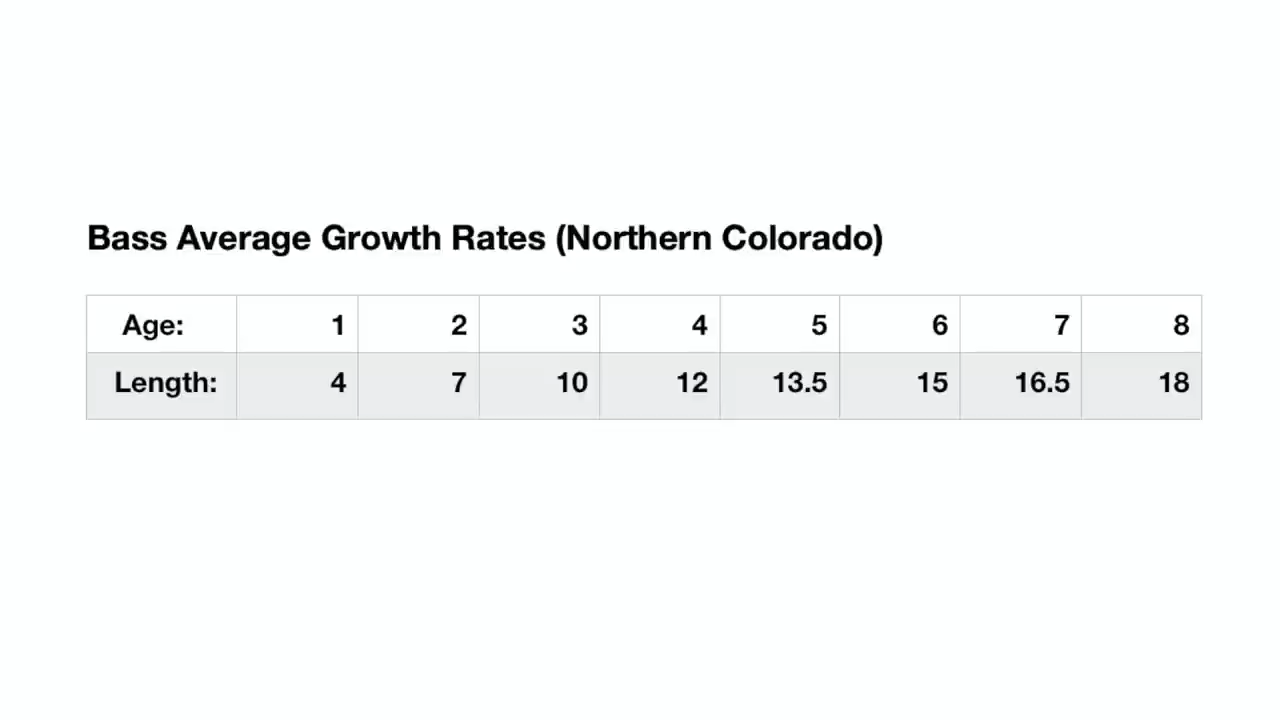 Bass Average Growth Rates (Northern Colorado)
Age: 1 2 3 4 5 6 7 8
Length: 4 7 10 12 13.5 15 16.5 18